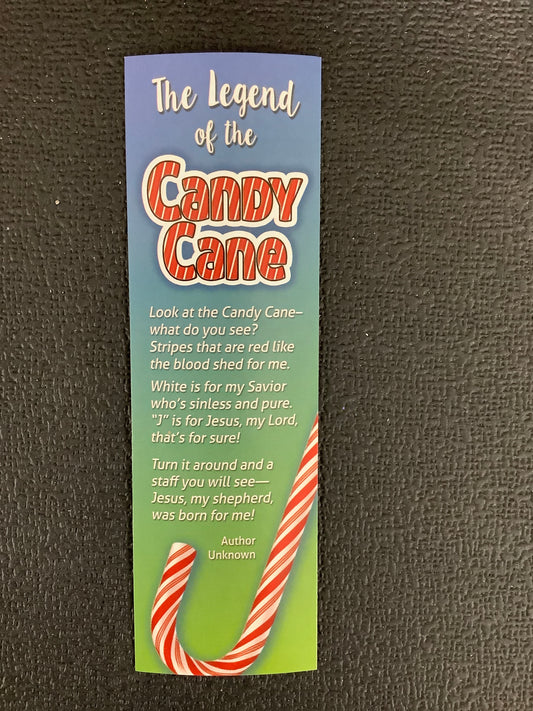 The Legend
of the
Candy
Cane
Look at the Candy Cane–
what do you see?
Stripes that are red like
the blood shed for me.
White is for my Savior
who's sinless and pure.
"J" is for Jesus, my Lord,
that's for sure!
Turn it around and a
staff you will see—
Jesus, my shepherd,
was born for me!
Author
Unknown